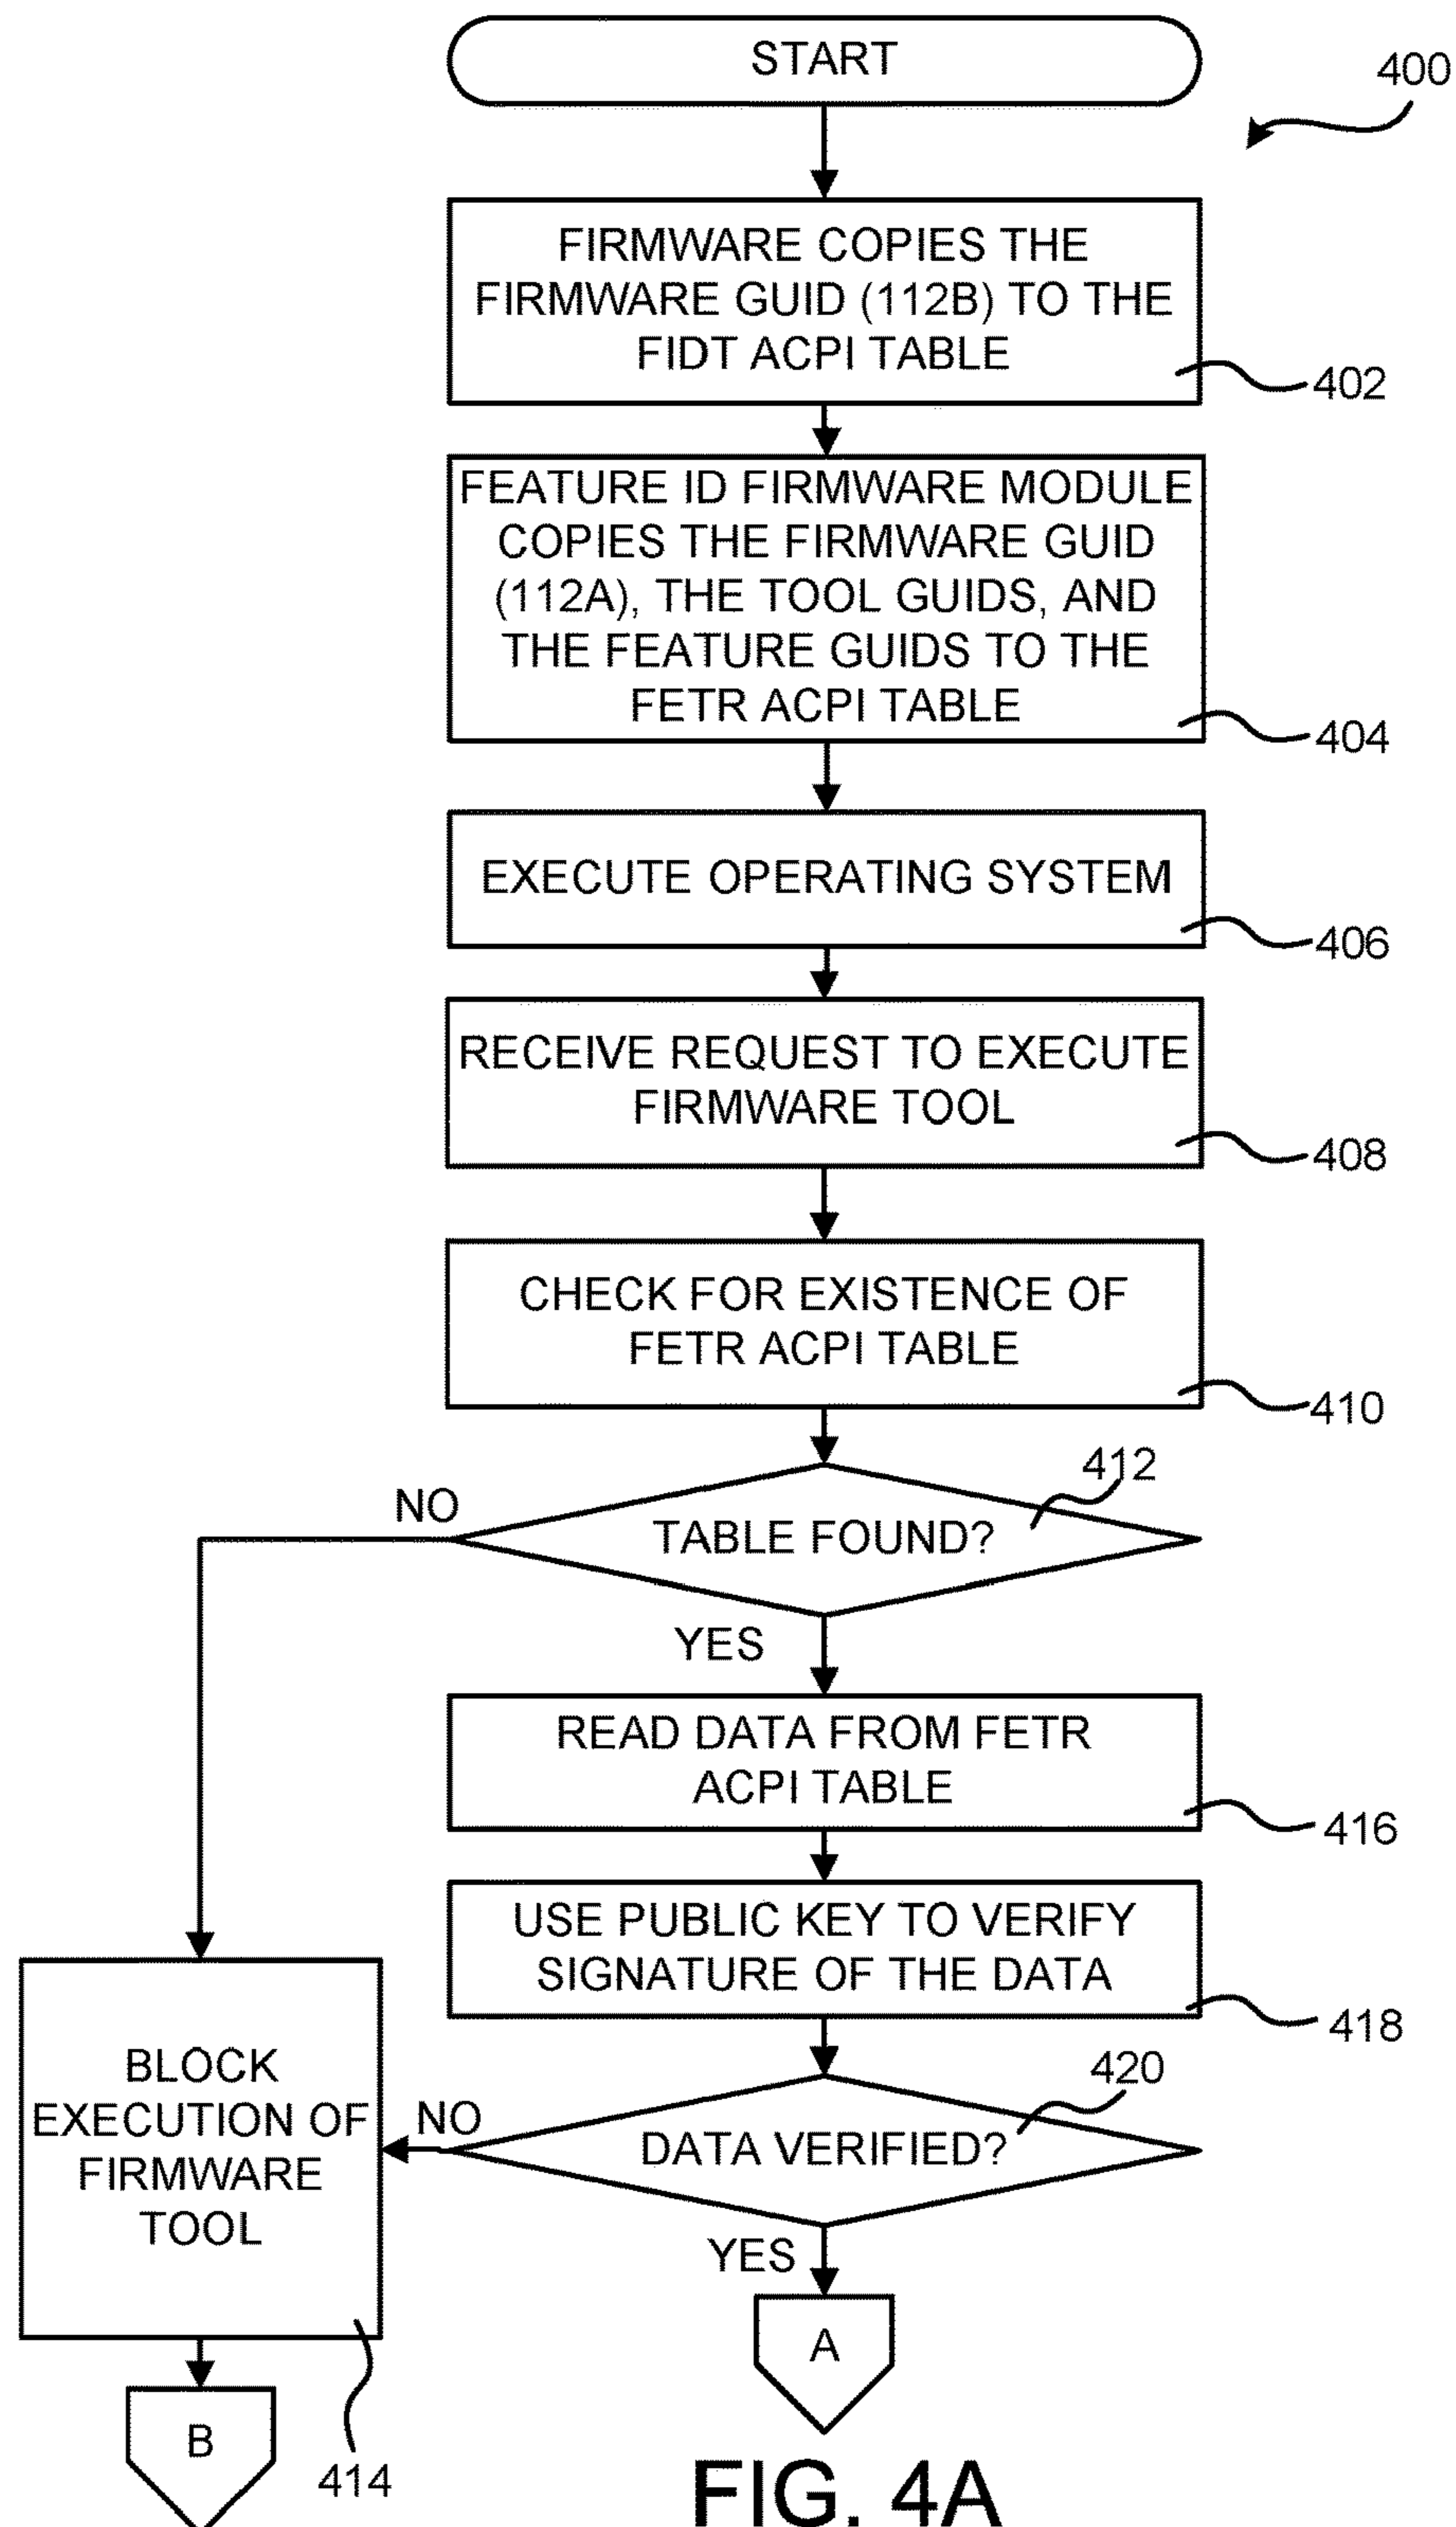 START
400
FIRMWARE COPIES THE
FIRMWARE GUID (112B) TO THE
FIDT ACPI TABLE
402
FEATURE ID FIRMWARE MODULE
COPIES THE FIRMWARE GUID
(112A), THE TOOL GUIDS, AND
THE FEATURE GUIDS TO THE
FETR ACPI TABLE
404
EXECUTE OPERATING SYSTEM
406
RECEIVE REQUEST TO EXECUTE
FIRMWARE TOOL
408
CHECK FOR EXISTENCE OF
FETR ACPI TABLE
410
412
NO
TABLE FOUND?
YES
READ DATA FROM FETR
ACPI TABLE
416
USE PUBLIC KEY TO VERIFY
SIGNATURE OF THE DATA
418
BLOCK
EXECUTION OF
FIRMWARE
TOOL
414
420
NO
DATA VERIFIED?
YES
A
B
FIG. 4A